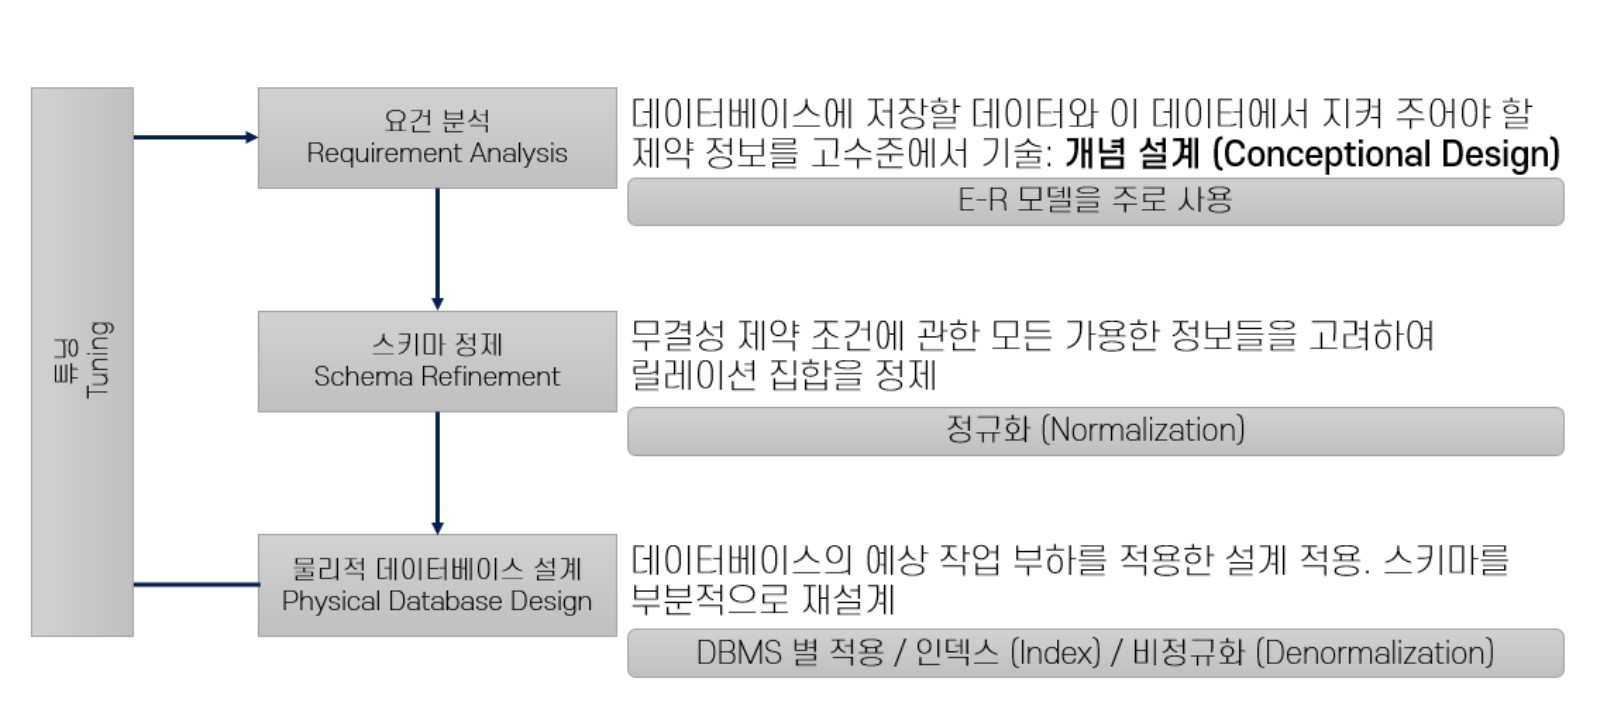 튜닝
Tuning
요건 분석
Requirement Analysis
데이터베이스에 저장할 데이터와 이 데이터에서 지켜 주어야 할
제약 정보를 고수준에서 기술: 개념 설계 (Conceptional Design)
E-R 모델을 주로 사용
스키마 정제
Schema Refinement
무결성 제약 조건에 관한 모든 가용한 정보들을 고려하여
릴레이션 집합을 정제
정규화 (Normalization)
물리적 데이터베이스 설계
Physical Database Design
데이터베이스의 예상 작업 부하를 적용한 설계 적용. 스키마를
부분적으로 재설계
DBMS 별 적용 / 인덱스 (Index) / 비정규화 (Denormalization)